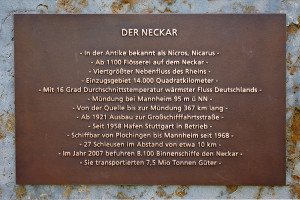 DER NECKAR
- In der Antike bekannt als Nicros, Nicarus -
- Ab 1100 Flösserei auf dem Neckar -
- Viertgrößter Nebenfluss des Rheins -
- Einzugsgebiet 14.000 Quadratkilometer -
- Mit 16 Grad Durchschnittstemperatur wärmster Fluss Deutschlands -
- Mündung bei Mannheim 95 m ü NN -
- Von der Quelle bis zur Mündung 367 km lang -
- Ab 1921 Ausbau zur Großschiffahrtsstraße -
- Seit 1958 Hafen Stuttgart in Betrieb -
- Schiffbar von Plochingen bis Mannheim seit 1968 -
- 27 Schleusen im Abstand von etwa 10 km -
- Im Jahr 2007 befuhren 8.100 Binnenschiffe den Neckar -
- Sie transportierten 7,5 Mio Tonnen Güter -